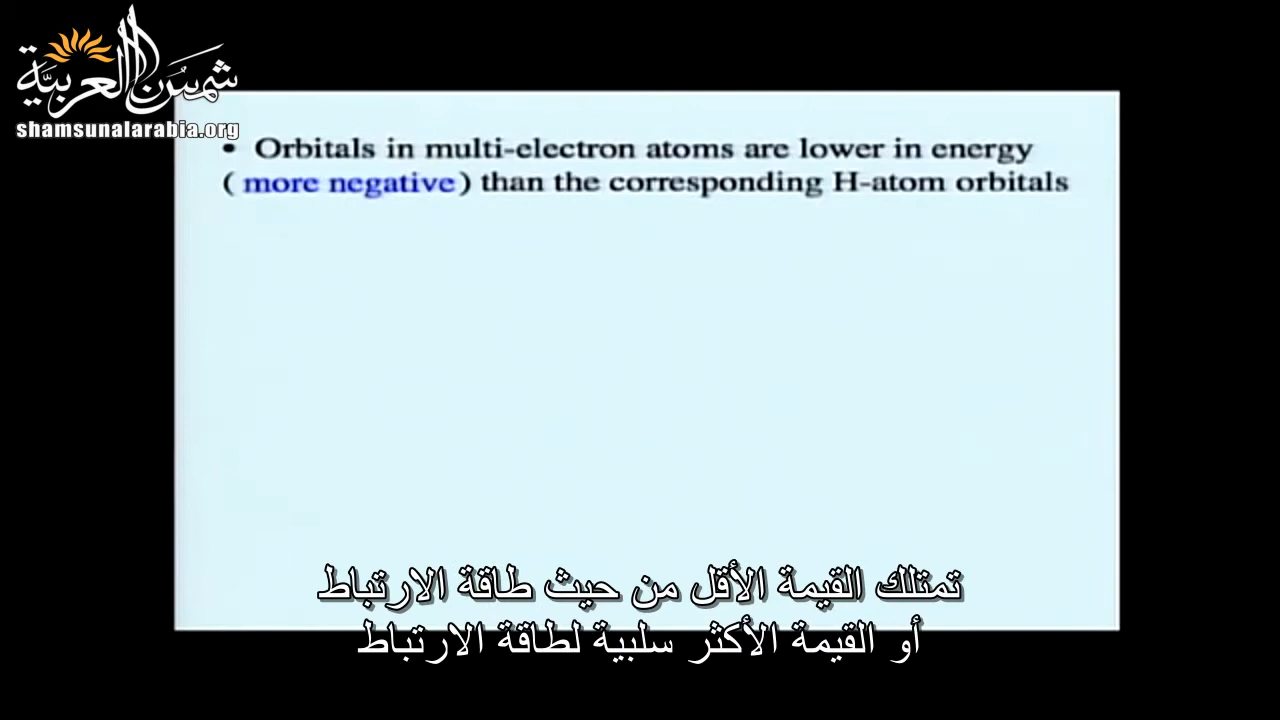 شمس العربية
shamsunalarabia.org
• Orbitals in multi-electron atoms are lower in energy
( more negative ) than the corresponding H-atom orbitals
تمتلك القيمة الأقل من حيث طاقة الارتباط
أو القيمة الأكثر سلبية لطاقة الارتباط